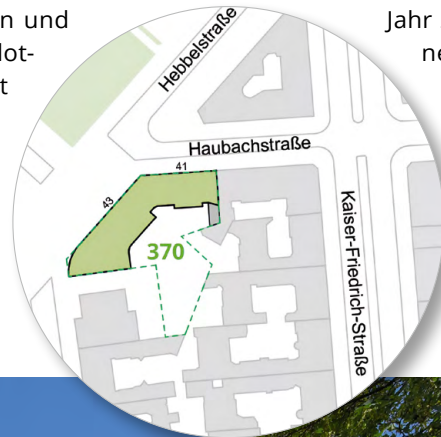 n und
lot-
t
Jahr
ne
Hebbelstraße
Haubachstraße
41
43
370
Kaiser-Friedrich-Straße